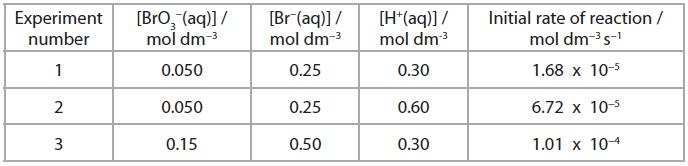 Experiment number [BrO₃⁻(aq)] / mol dm⁻³ [Br⁻(aq)] / mol dm⁻³ [H⁺(aq)] / mol dm⁻³ Initial rate of reaction / mol dm⁻³ s⁻¹
1 0.050 0.25 0.30 1.68 x 10⁻⁵
2 0.050 0.25 0.60 6.72 x 10⁻⁵
3 0.15 0.50 0.30 1.01 x 10⁻⁴